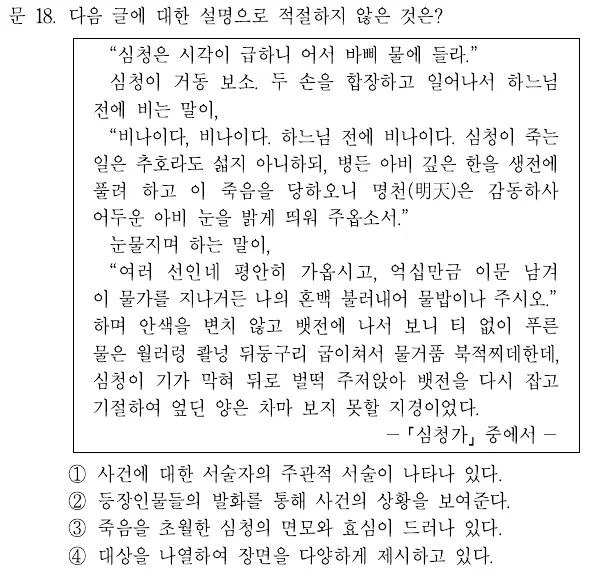 문 18. 다음 글에 대한 설명으로 적절하지 않은 것은?
“심청은 시각이 급하니 어서 바삐 물에 들라.”
심청이 거동 보소. 두 손을 합장하고 일어나서 하느님
전에 비는 말이,
“비나이다, 비나이다. 하느님 전에 비나이다. 심청이 죽는
일은 추호라도 섧지 아니하되, 병든 아비 깊은 한을 생전에
풀려 하고 이 죽음을 당하오니 명천(明天)은 감동하사
어두운 아비 눈을 밝게 띄워 주옵소서.”
눈물지며 하는 말이,
“여러 선인네 평안히 가옵시고, 억십만금 이문 남겨
이 물가를 지나거든 나의 혼백 불러내어 물밥이나 주시오.”
하며 안색을 변치 않고 뱃전에 나서 보니 티 없이 푸른
물은 월러렁 콸넝 뒤둥구리 굽이쳐서 물거품 북적찌데한데,
심청이 기가 막혀 뒤로 벌떡 주저앉아 뱃전을 다시 잡고
기절하여 엎딘 양은 차마 보지 못할 지경이었다.
－「심청가」 중에서－
① 사건에 대한 서술자의 주관적 서술이 나타나 있다.
② 등장인물들의 발화를 통해 사건의 상황을 보여준다.
③ 죽음을 초월한 심청의 면모와 효심이 드러나 있다.
④ 대상을 나열하여 장면을 다양하게 제시하고 있다.